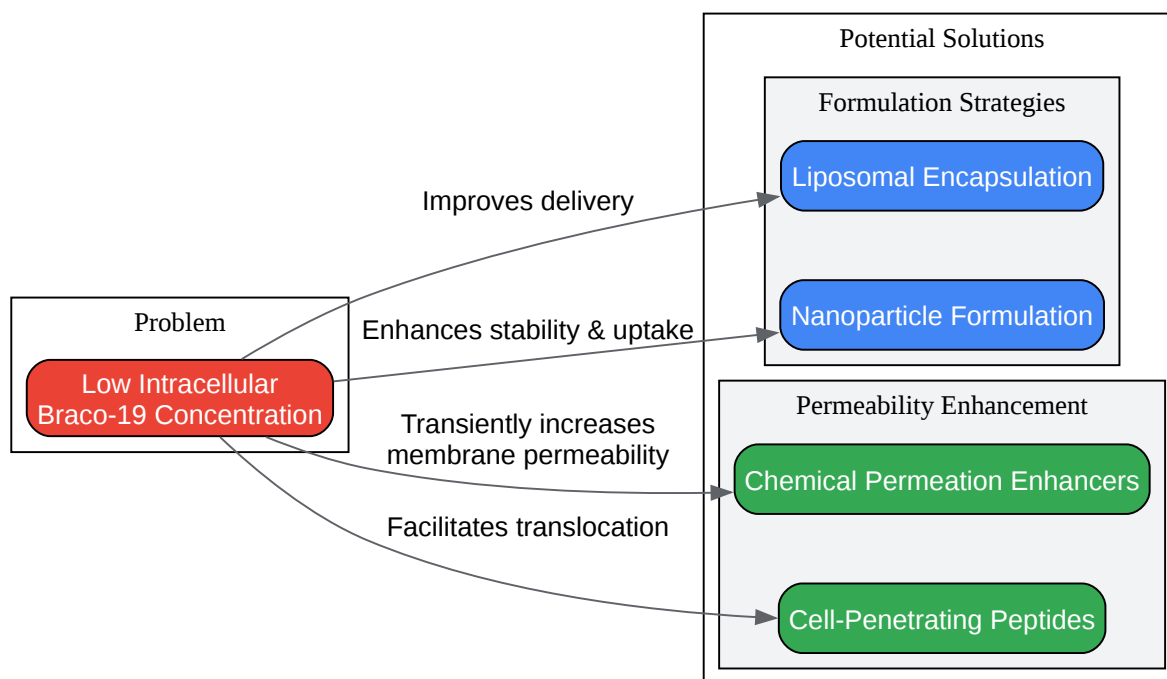 Potential Solutions
Formulation Strategies
Liposomal Encapsulation
Improves delivery
Nanoparticle Formulation
Problem
Enhances stability & uptake
Low Intracellular
Braco-19 Concentration
Permeability Enhancement
Transiently increases
membrane permeability
Chemical Permeation Enhancers
Facilitates translocation
Cell-Penetrating Peptides